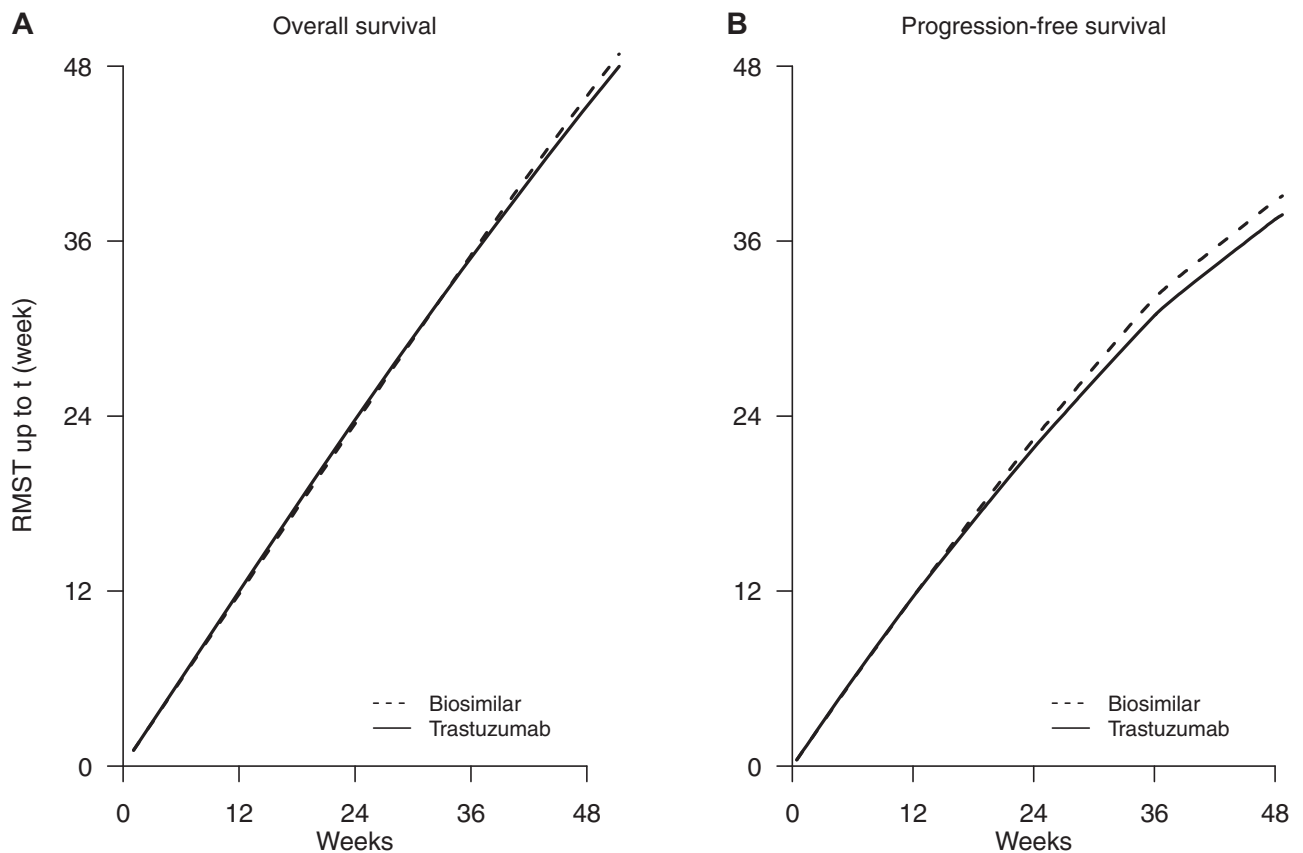 A
Overall survival
48
36
24
12
0
RMST up to t (week)
Biosimilar
Trastuzumab
0 12 24 36 48
Weeks
B
Progression-free survival
48
36
24
12
0
Biosimilar
Trastuzumab
0 12 24 36 48
Weeks